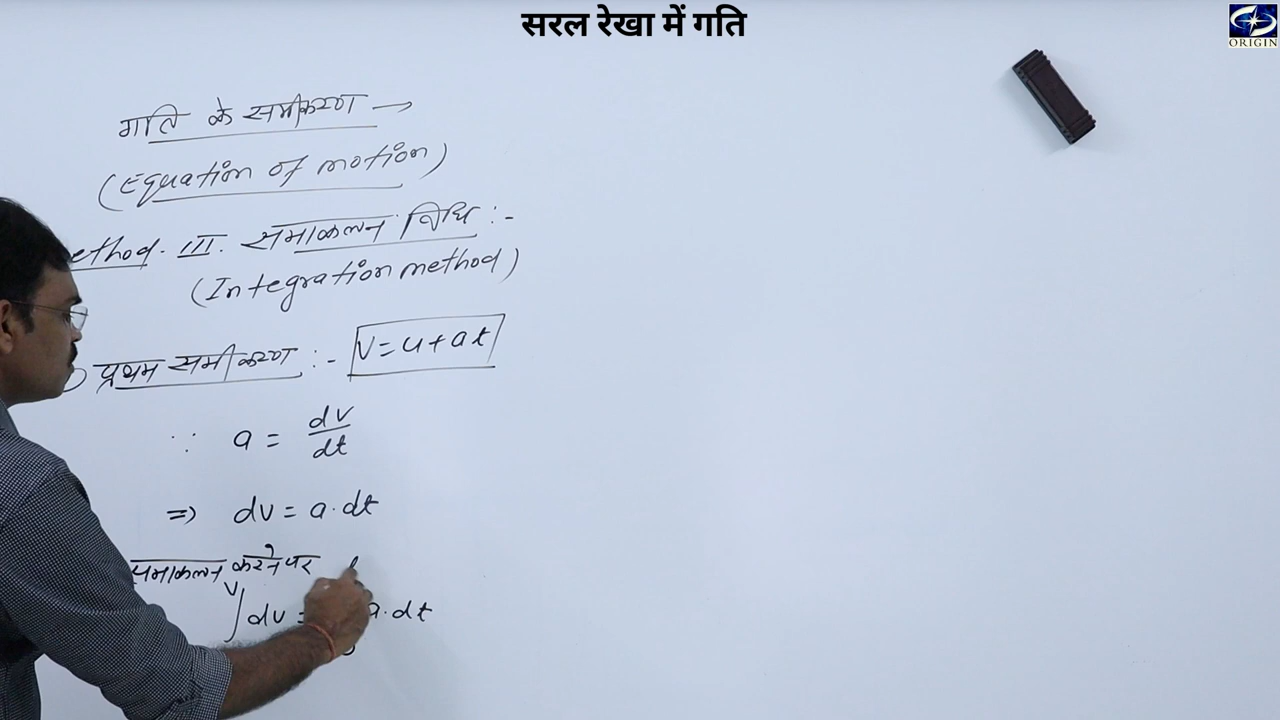 सरल रेखा में गति
ORIGIN
गति के समीकरण →
(Equation of motion)
ethod. III. समाकलन विधि :-
(Integration method)
प्रथम समीकरण :- V = u + at
∵ a = dv/dt
⇒ dv = a·dt
समाकलन करने पर
V ∫ dv = a·dt